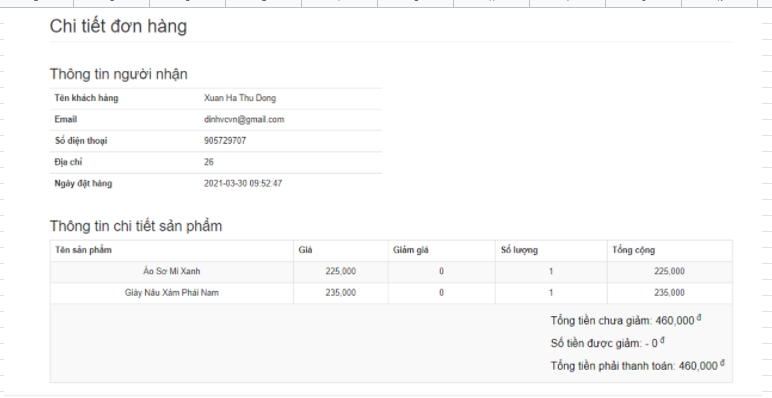 Chi tiết đơn hàng
Thông tin người nhận
Tên khách hàng Xuan Ha Thu Dong
Email dinhvcvn@gmail.com
Số điện thoại 905729707
Địa chỉ 26
Ngày đặt hàng 2021-03-30 09:52:47
Thông tin chi tiết sản phẩm
Tên sản phẩm Giá Giảm giá Số lượng Tổng cộng
Áo Sơ Mi Xanh 225,000 0 1 225,000
Giày Nâu Xám Phái Nam 235,000 0 1 235,000
Tổng tiền chưa giảm: 460,000 đ
Số tiền được giảm: - 0 đ
Tổng tiền phải thanh toán: 460,000 đ